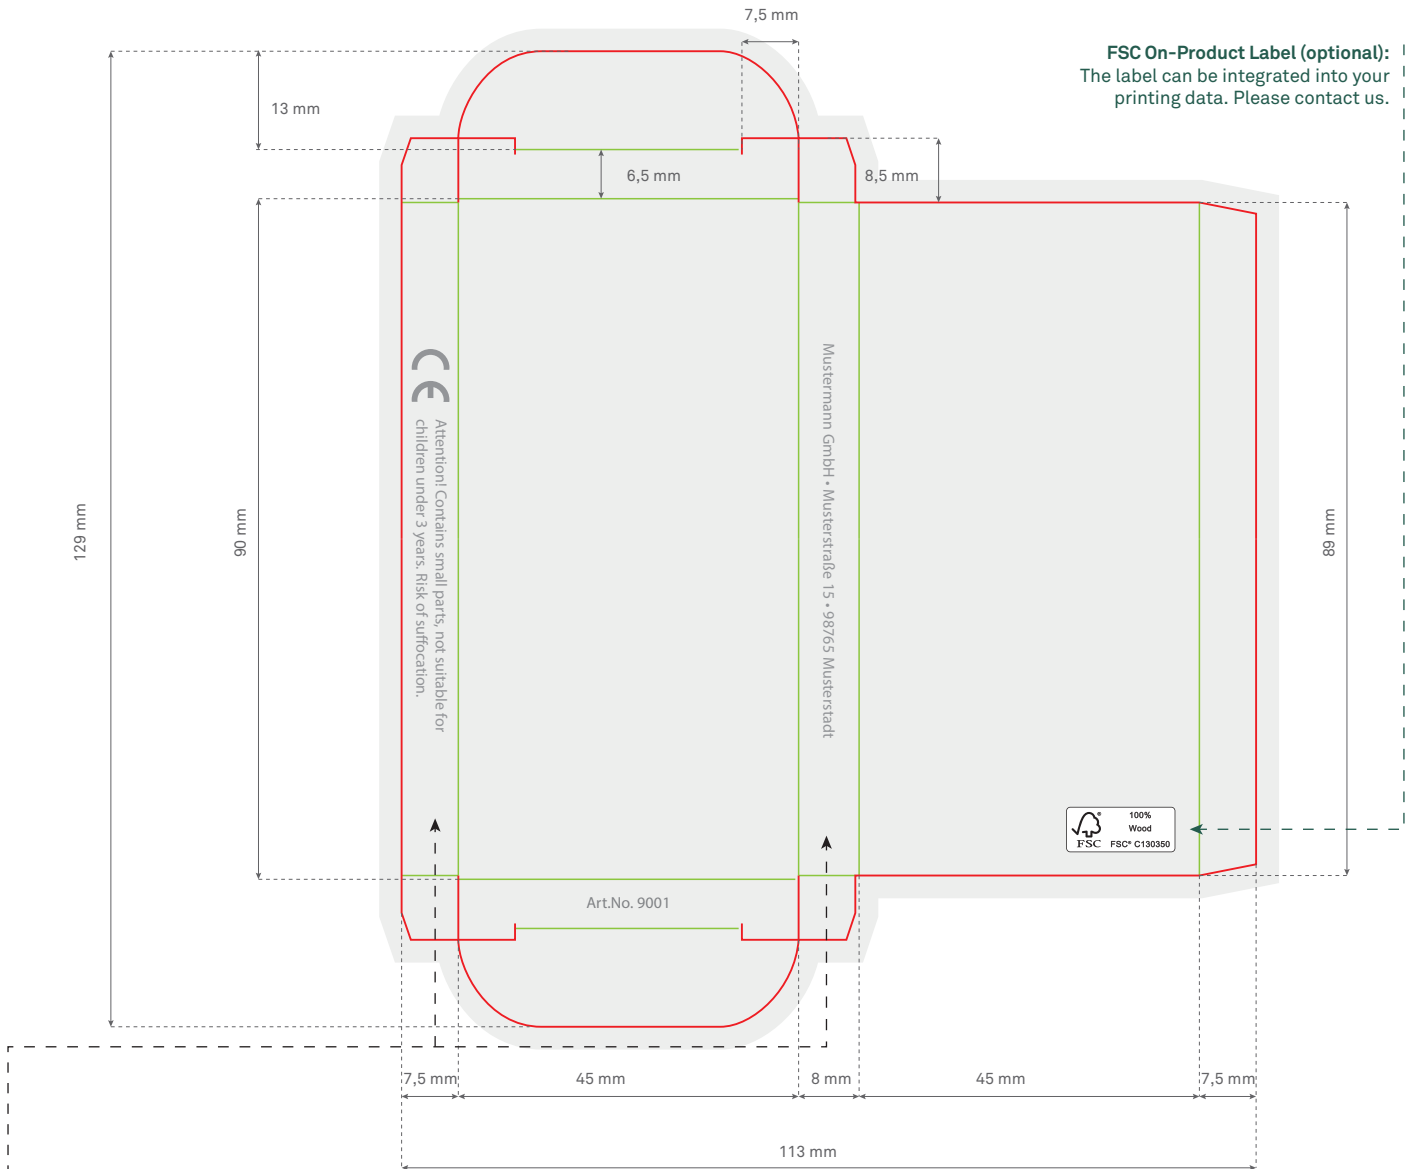 7,5 mm
FSC On-Product Label (optional):
The label can be integrated into your
printing data. Please contact us.
13 mm
6,5 mm
8,5 mm
129 mm
90 mm
CE
Attention! Contains small parts, not suitable for
children under 3 years. Risk of suffocation.
Mustermann GmbH • Musterstraße 15 • 98765 Musterstadt
89 mm
100%
Wood
FSC® C130350
FSC
Art.No. 9001
7,5 mm
45 mm
8 mm
45 mm
7,5 mm
113 mm